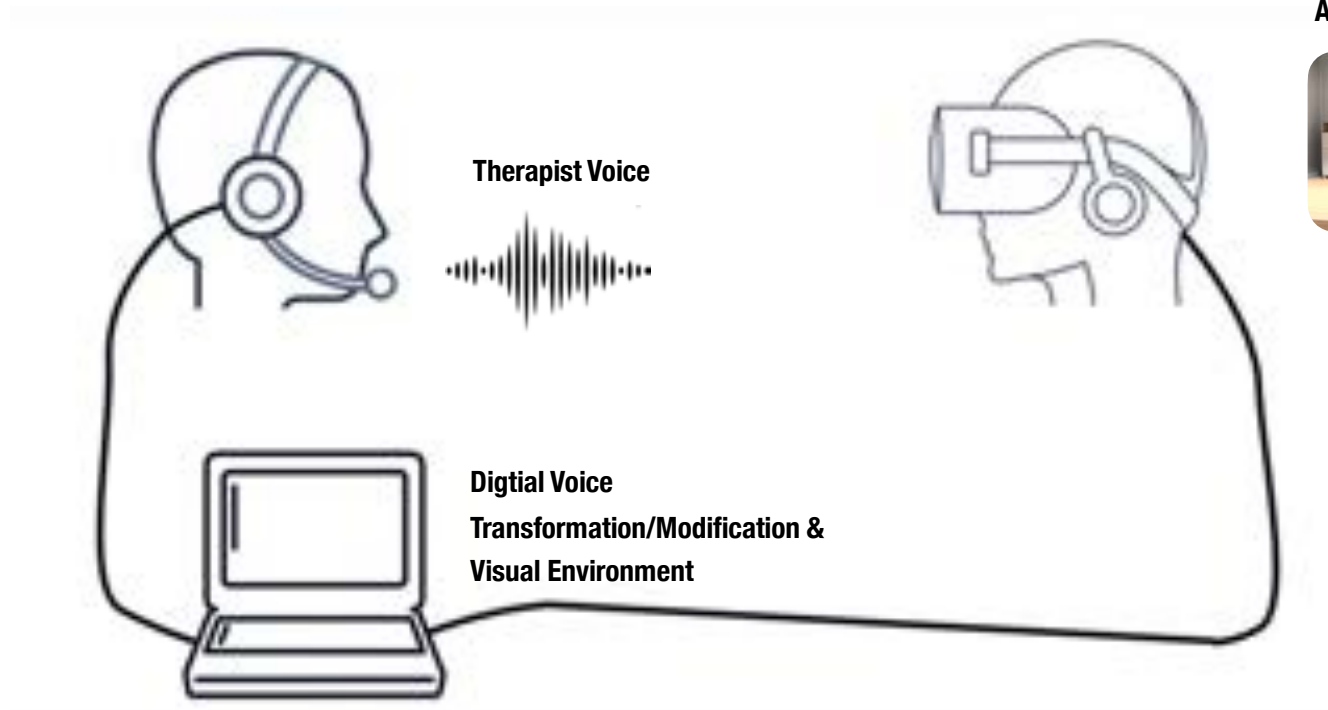 A
Therapist Voice
Digtial Voice
Transformation/Modification &
Visual Environment